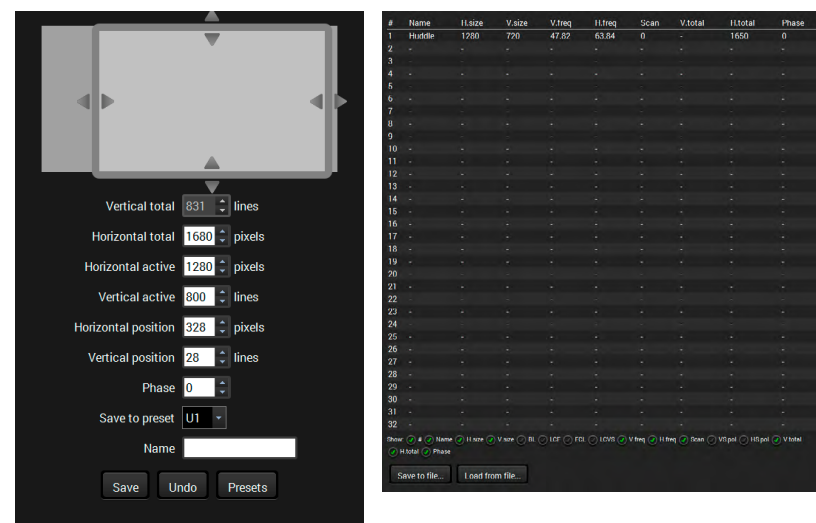 Vertical total 831 lines
Horizontal total 1680 pixels
Horizontal active 1280 pixels
Vertical active 800 lines
Horizontal position 328 pixels
Vertical position 28 lines
Phase 0
Save to preset U1
Name
Save Undo Presets
# Name H.size V.size V.freq H.freq Scan V.total H.total Phase
1 Huddle 1280 720 47.82 63.84 0 - 1650 0
2 - - - - - - - - -
3 - - - - - - - - -
4 - - - - - - - - -
5 - - - - - - - - -
6 - - - - - - - - -
7 - - - - - - - - -
8 - - - - - - - - -
9 - - - - - - - - -
10 - - - - - - - - -
11 - - - - - - - - -
12 - - - - - - - - -
13 - - - - - - - - -
14 - - - - - - - - -
15 - - - - - - - - -
16 - - - - - - - - -
17 - - - - - - - - -
18 - - - - - - - - -
19 - - - - - - - - -
20 - - - - - - - - -
21 - - - - - - - - -
22 - - - - - - - - -
23 - - - - - - - - -
24 - - - - - - - - -
25 - - - - - - - - -
26 - - - - - - - - -
27 - - - - - - - - -
28 - - - - - - - - -
29 - - - - - - - - -
30 - - - - - - - - -
31 - - - - - - - - -
32 - - - - - - - - -
Show: # Name H.size V.size BL LCF FCL LCVS V.freq H.freq Scan VS.pol HS.pol V.total
H.total Phase
Save to file... Load from file...